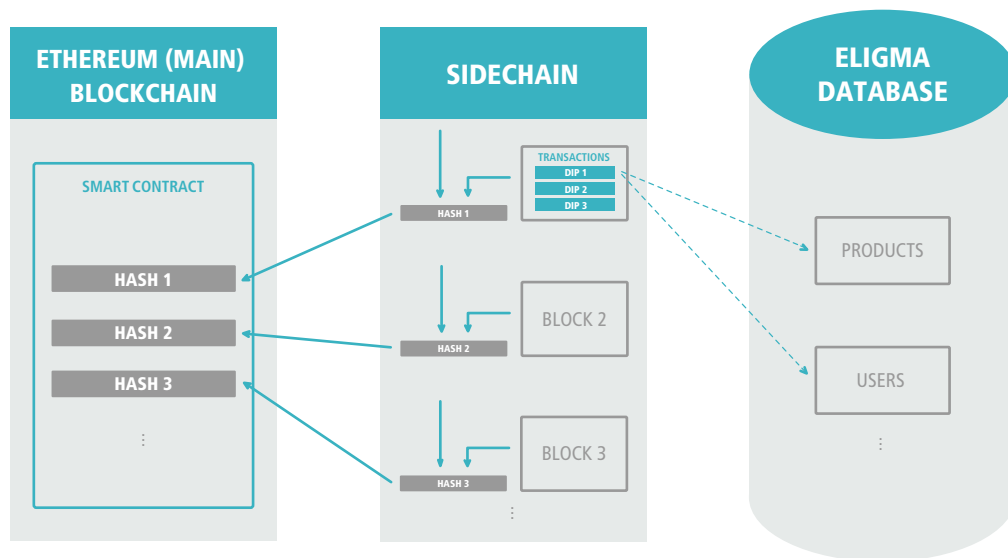 ETHEREUM (MAIN)
BLOCKCHAIN
SMART CONTRACT
HASH 1
HASH 2
HASH 3
SIDECHAIN
TRANSACTIONS
DIP 1
DIP 2
DIP 3
HASH 1
BLOCK 2
HASH 2
BLOCK 3
HASH 3
ELIGMA
DATABASE
PRODUCTS
USERS